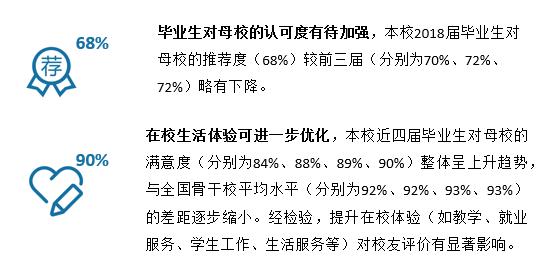 68%
荐
毕业生对母校的认可度有待加强，本校2018届毕业生对
母校的推荐度（68%）较前三届（分别为70%、72%、
72%）略有下降。
90%
在校生活体验可进一步优化，本校近四届毕业生对母校的
满意度（分别为84%、88%、89%、90%）整体呈上升趋势，
与全国骨干校平均水平（分别为92%、92%、93%、93%）
的差距逐步缩小。经检验，提升在校体验（如教学、就业
服务、学生工作、生活服务等）对校友评价有显著影响。